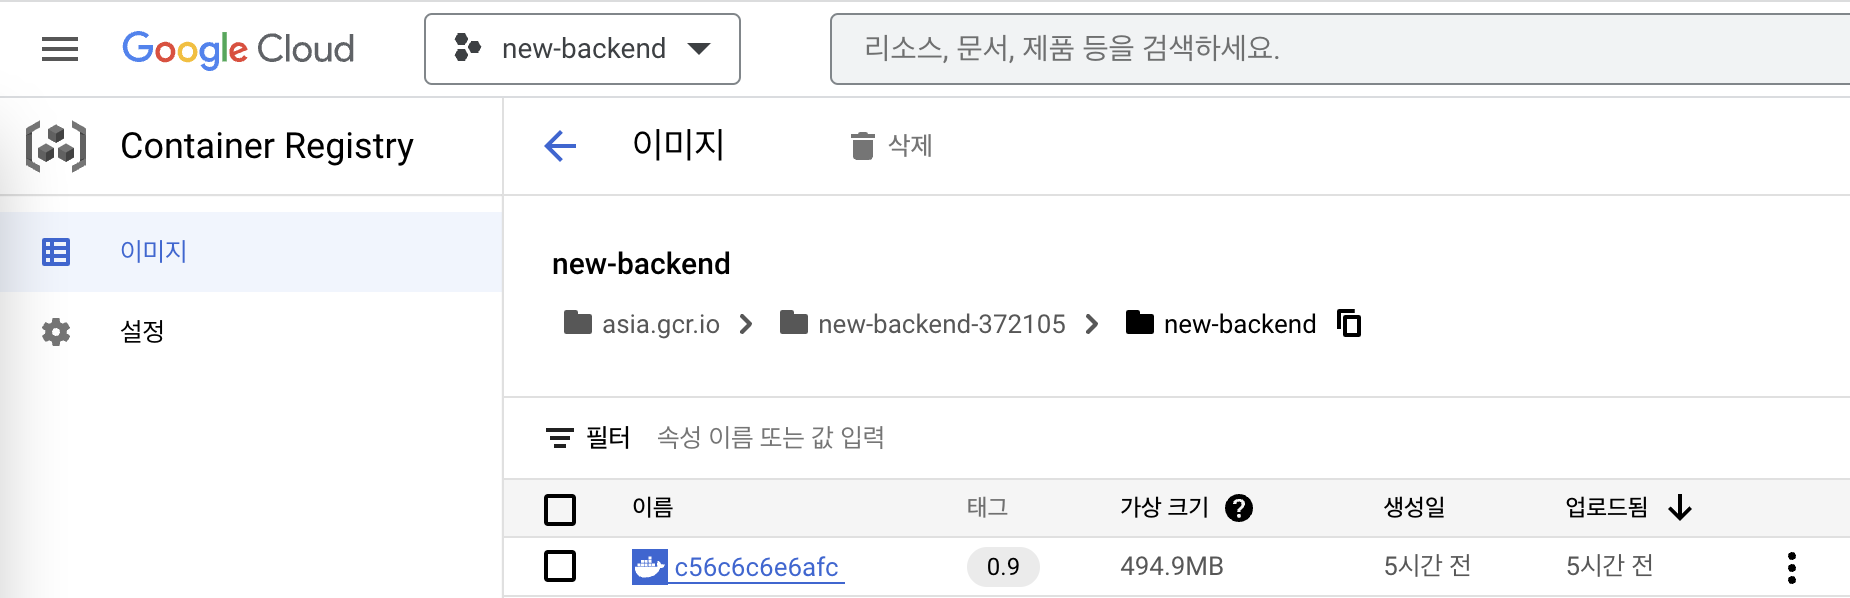 Google Cloud
new-backend
리소스, 문서, 제품 등을 검색하세요.
Container Registry
이미지
삭제
이미지
설정
new-backend
asia.gcr.io
new-backend-372105
new-backend
필터 속성 이름 또는 값 입력
이름 태그 가상 크기 ? 생성일 업로드됨
c56c6c6e6afc 0.9 494.9MB 5시간 전 5시간 전